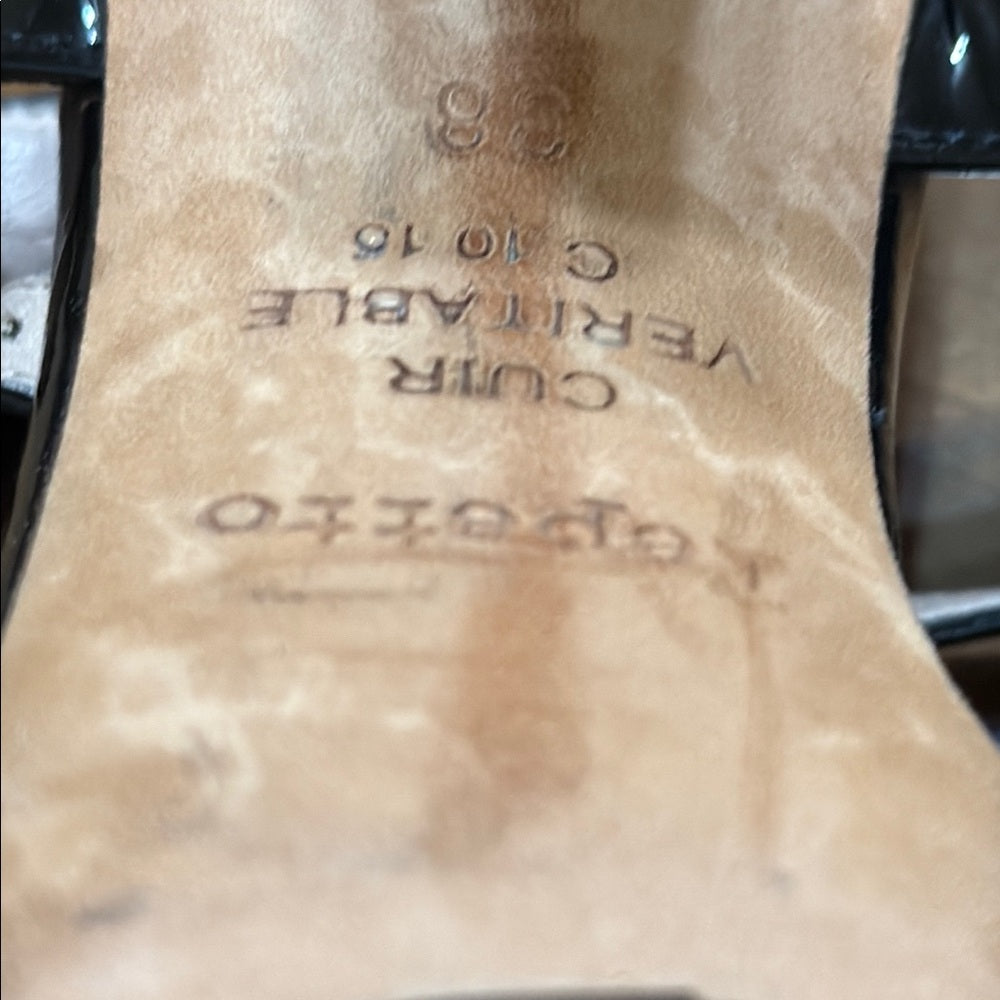 Repetto
CUIR
VERITABLE
C 10 15
38